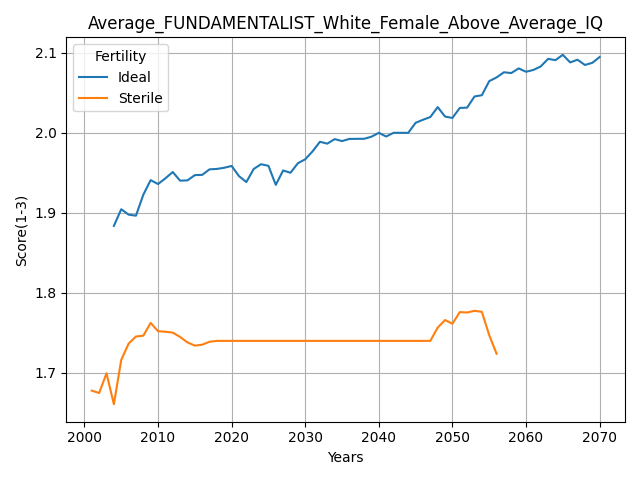 Average_FUNDAMENTALIST_White_Female_Above_Average_IQ
Fertility
Ideal
Sterile
Score(1-3)
2.1
2.0
1.9
1.8
1.7
2000 2010 2020 2030 2040 2050 2060 2070
Years